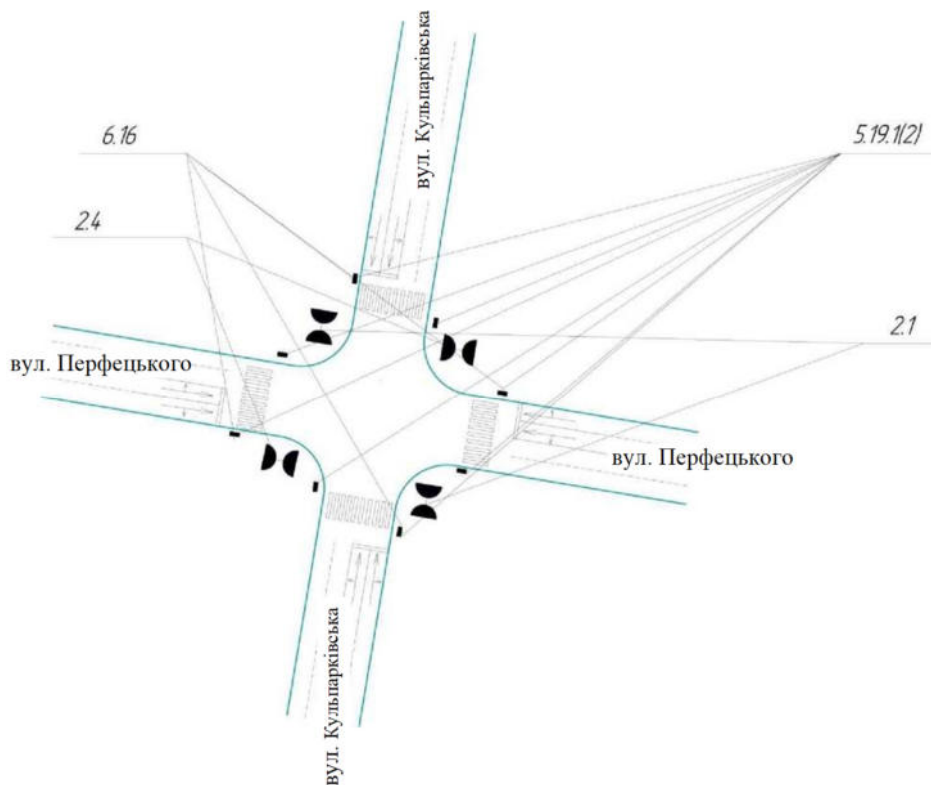 вул. Кульпарківська
6.16
5.19.1(2)
2.4
2.1
вул. Перфецького
вул. Перфецького
вул. Кульпарківська